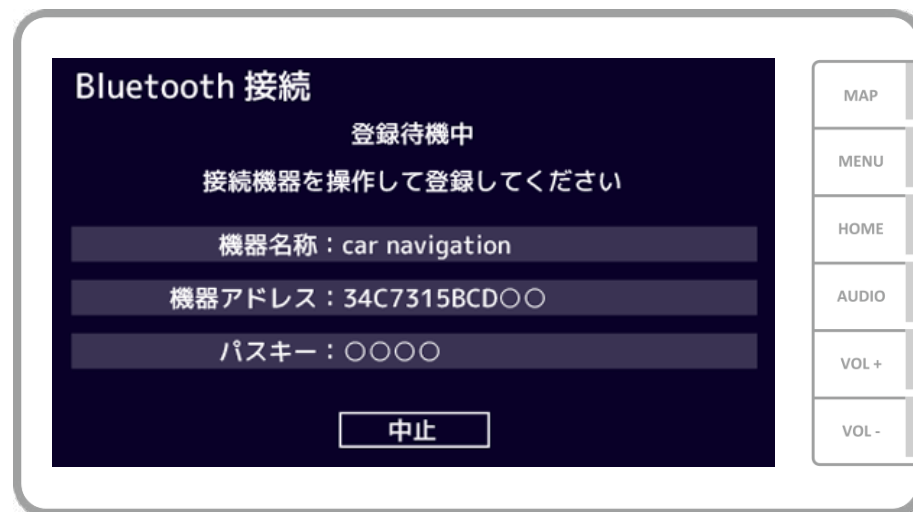 Bluetooth 接続
登録待機中
接続機器を操作して登録してください
機器名称：car navigation
機器アドレス：34C7315BCD○○
パスキー：○○○○
中止
MAP
MENU
HOME
AUDIO
VOL +
VOL -